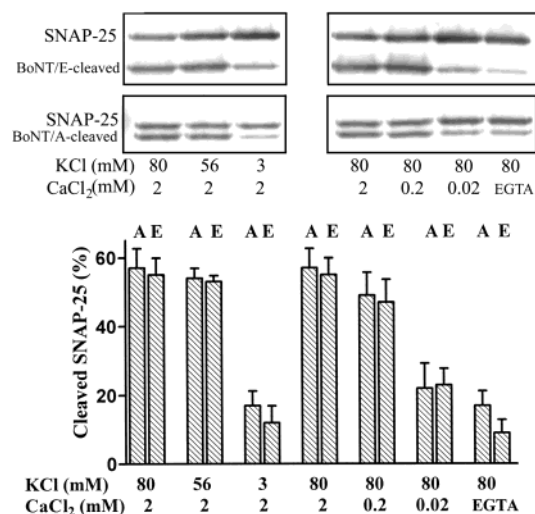 SNAP-25
BoNT/E-cleaved
SNAP-25
BoNT/A-cleaved
KCl (mM) 80 56 3 80 80 80 80
CaCl2(mM) 2 2 2 2 0.2 0.02 EGTA
A E A E A E A E A E A E A E
Cleaved SNAP-25 (%)
60
40
20
0
KCl (mM) 80 56 3 80 80 80 80
CaCl2 (mM) 2 2 2 2 0.2 0.02 EGTA